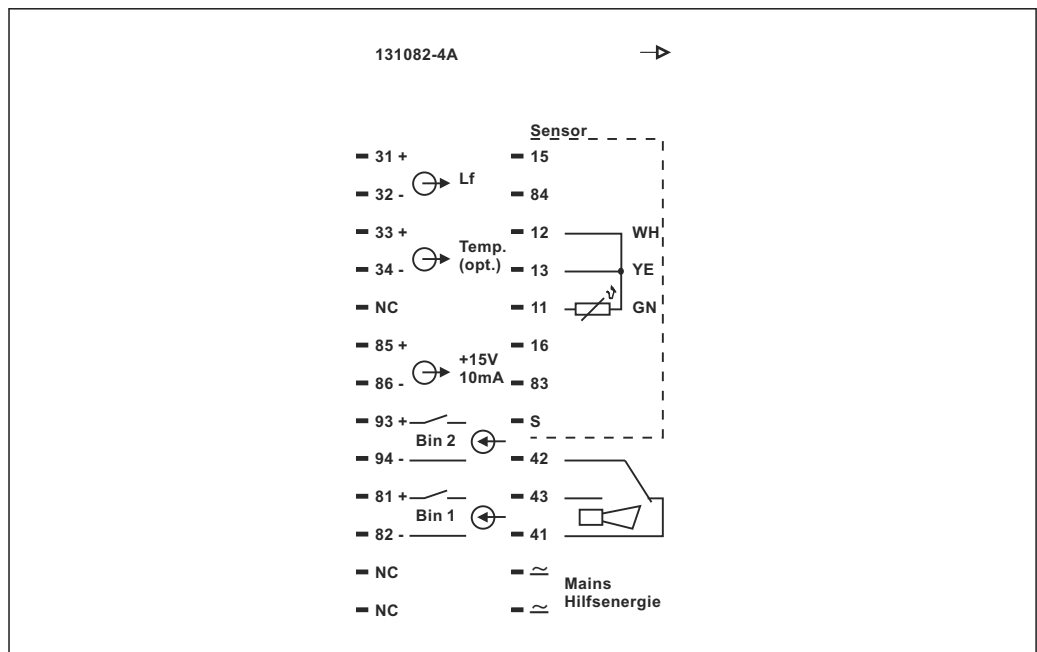 131082-4A
Sensor
31 +
15
Lf
32 -
84
33 +
12
WH
Temp.
(opt.)
34 -
13
YE
NC
11
GN
85 +
16
+15V
10mA
86 -
83
93 +
S
Bin 2
94 -
42
81 +
43
Bin 1
82 -
41
NC
≃
Mains
Hilfsenergie
NC
≃